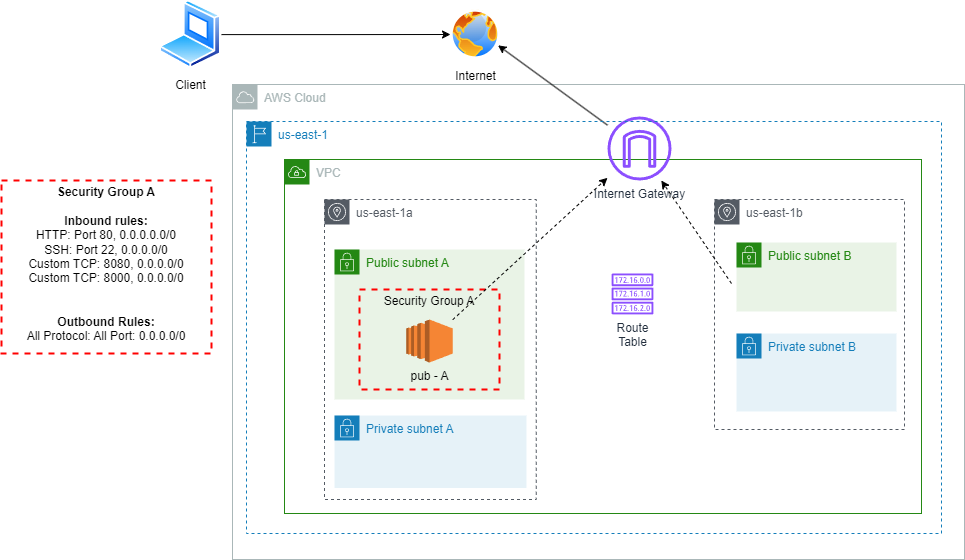 Client
Internet
AWS Cloud
us-east-1
VPC
Internet Gateway
Security Group A
Inbound rules:
HTTP: Port 80, 0.0.0.0.0/0
SSH: Port 22, 0.0.0.0/0
Custom TCP: 8080, 0.0.0.0/0
Custom TCP: 8000, 0.0.0.0/0
Outbound Rules:
All Protocol: All Port: 0.0.0.0/0
us-east-1a
Public subnet A
Security Group A
pub - A
Private subnet A
172.16.0.0
172.16.1.0
172.16.2.0
Route
Table
us-east-1b
Public subnet B
Private subnet B